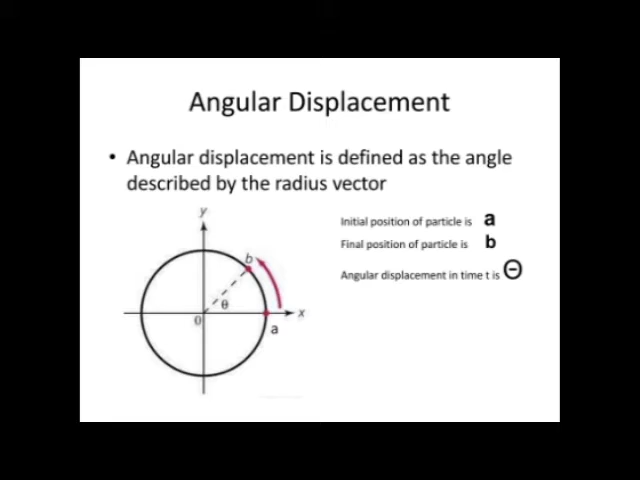 Angular Displacement
• Angular displacement is defined as the angle
described by the radius vector
Initial position of particle is a
Final position of particle is b
Angular displacement in time t is Θ
y
b
θ
0
x
a